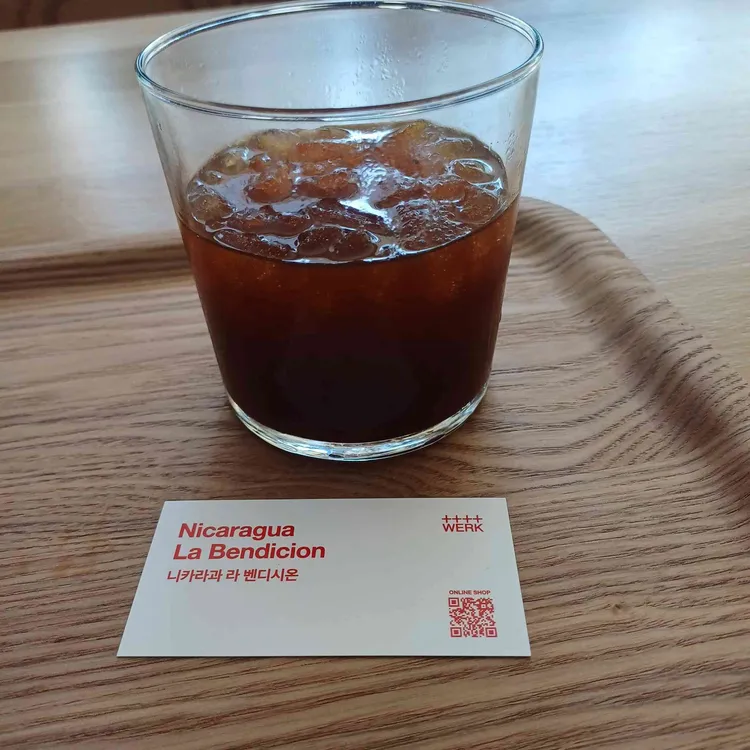 Nicaragua
La Bendicion
니카라과 라 벤디시온
++++
WERK
ONLINE SHOP